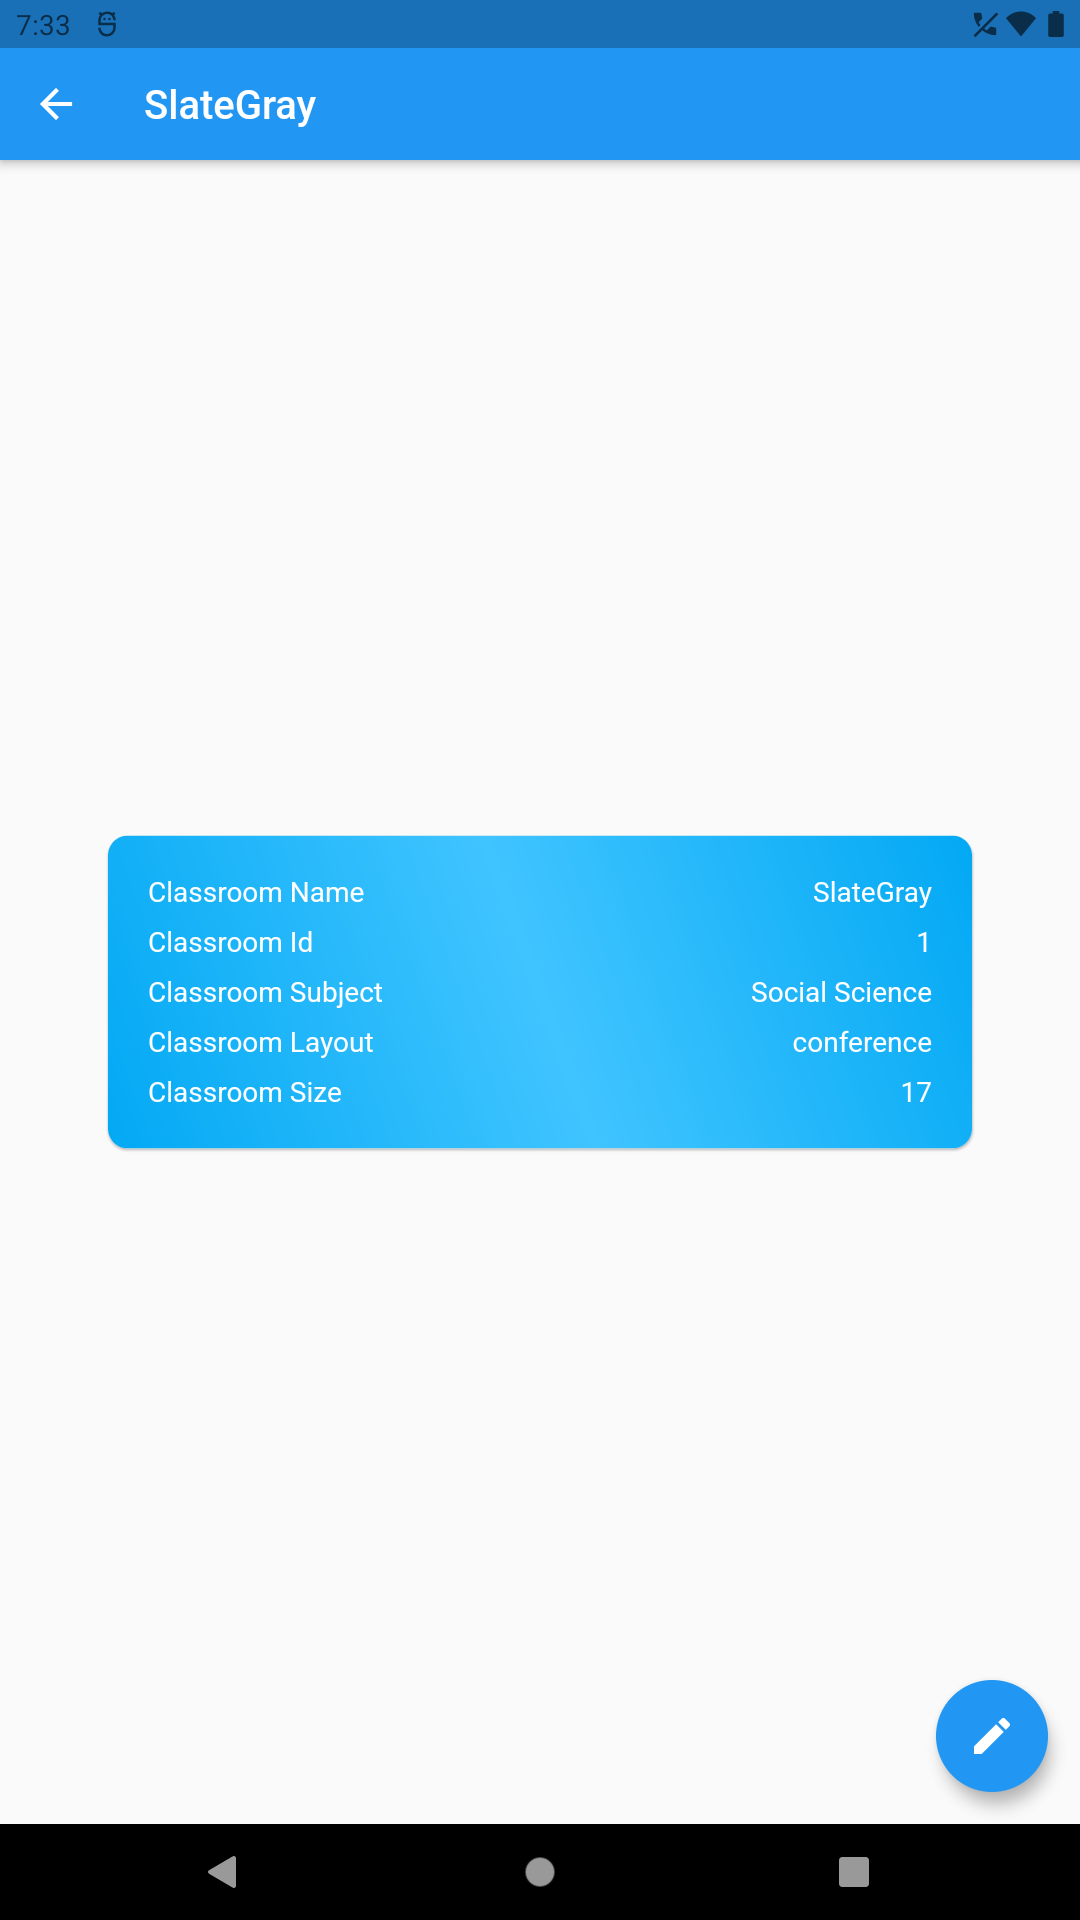 7:33
SlateGray
Classroom Name SlateGray
Classroom Id 1
Classroom Subject Social Science
Classroom Layout conference
Classroom Size 17